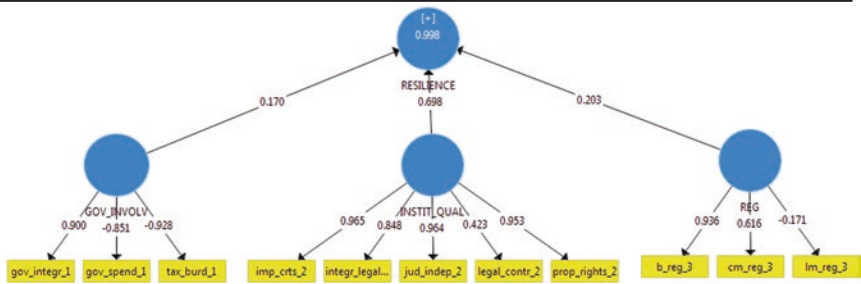 [+]
0.998
RESILIENCE
0.170
0.698
0.203
GOV_INVOLV
INSTIT_QUAL
REG
0.900
-0.851
-0.928
0.965
0.848
0.964
0.423
0.953
0.936
0.616
-0.171
gov_integr_1
gov_spend_1
tax_burd_1
imp_crts_2
integr_legal...
jud_indep_2
legal_contr_2
prop_rights_2
b_reg_3
cm_reg_3
lm_reg_3